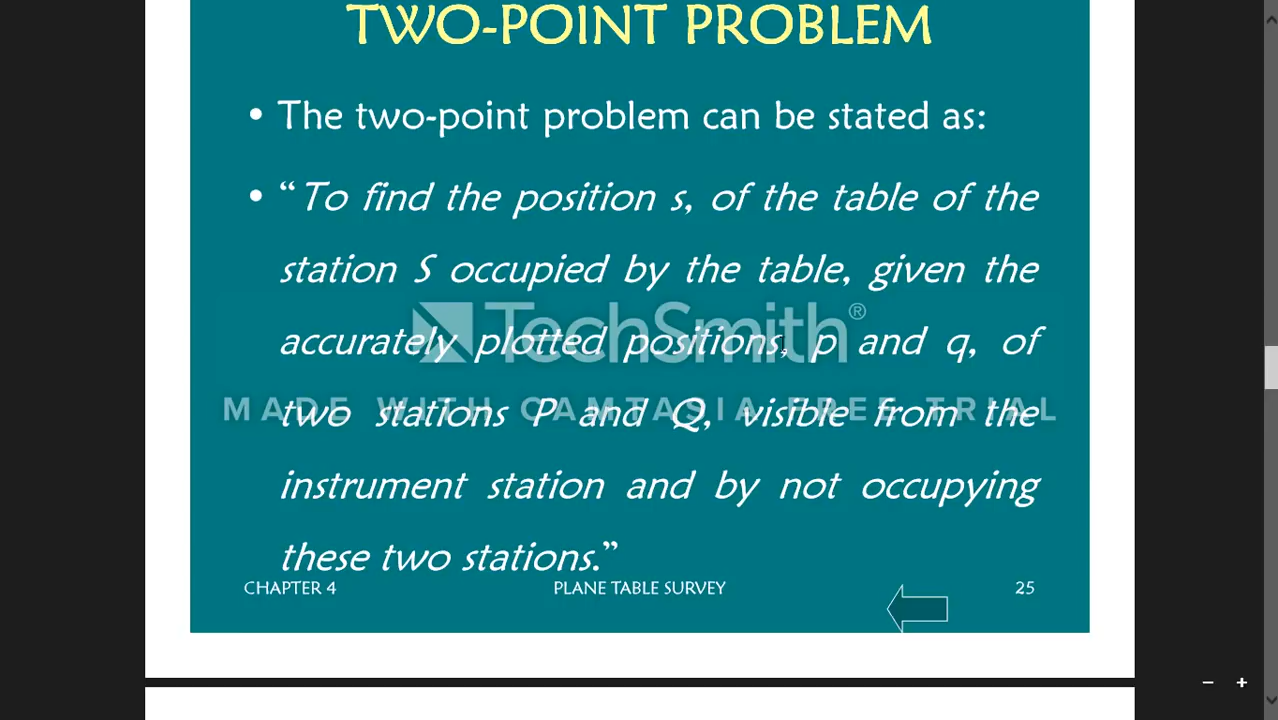 TWO-POINT PROBLEM
• The two-point problem can be stated as:
• “ To find the position s, of the table of the
station S occupied by the table, given the
accurately plotted positions, p and q, of
two stations P and Q, visible from the
instrument station and by not occupying
these two stations.”
TechSmith®
MADE WITH CAMTASIA FREE TRIAL
CHAPTER 4 PLANE TABLE SURVEY 25